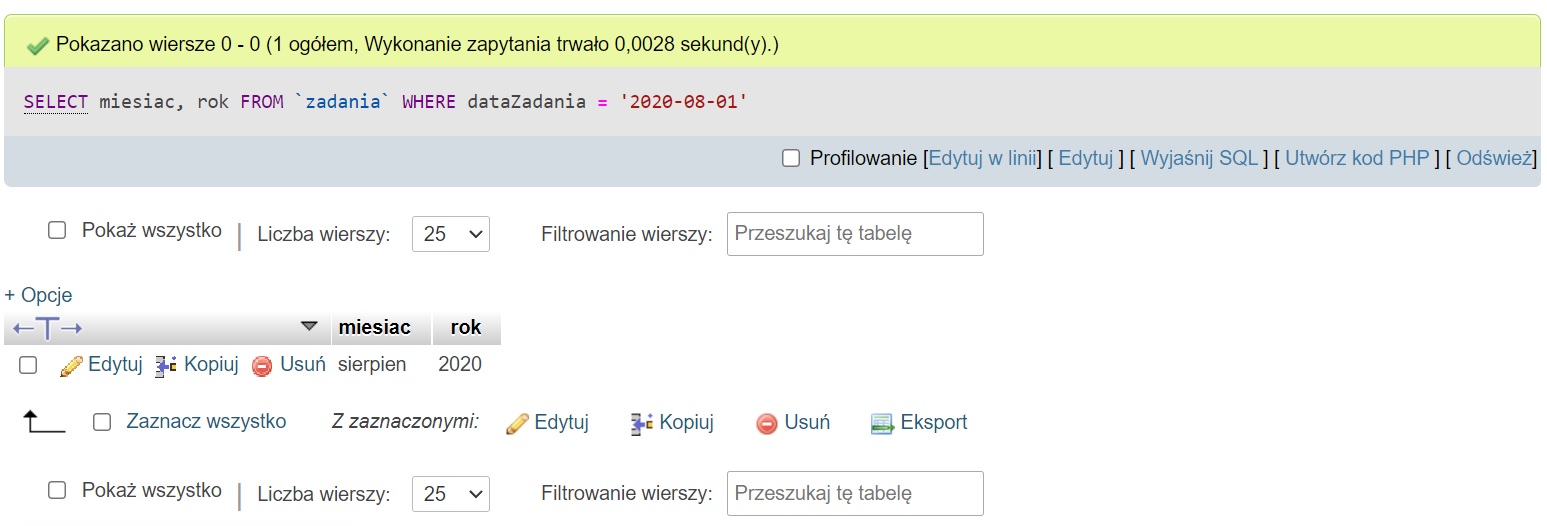 Pokazano wiersze 0 - 0 (1 ogółem, Wykonanie zapytania trwało 0,0028 sekund(y).)
SELECT miesiac, rok FROM `zadania` WHERE dataZadania = '2020-08-01'
Profilowanie [Edytuj w linii] [ Edytuj ] [ Wyjaśnij SQL ] [ Utwórz kod PHP ] [ Odśwież]
Pokaż wszystko | Liczba wierszy: 25 Filtrowanie wierszy: Przeszukaj tę tabelę
+ Opcje
←T→ miesiac rok
Edytuj Kopiuj Usuń sierpien 2020
Zaznacz wszystko Z zaznaczonymi: Edytuj Kopiuj Usuń Eksport
Pokaż wszystko | Liczba wierszy: 25 Filtrowanie wierszy: Przeszukaj tę tabelę